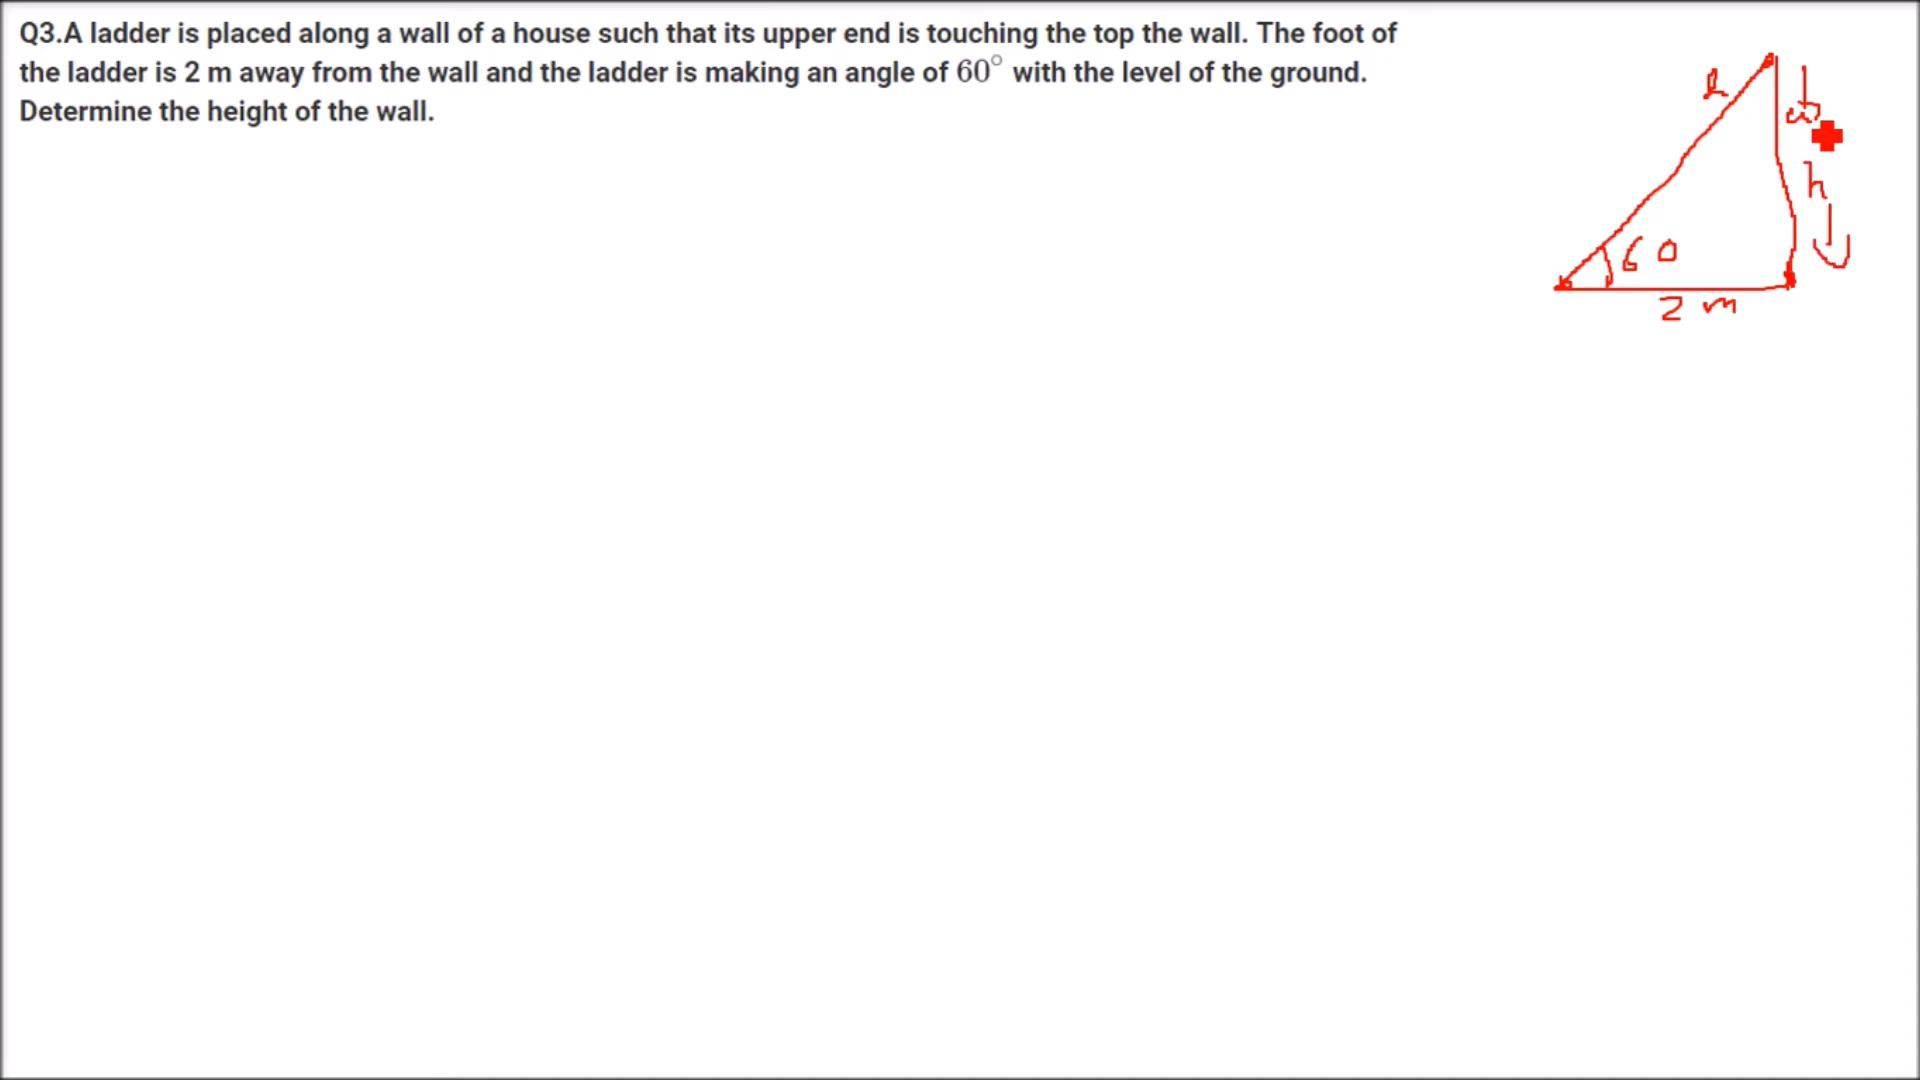 Q3.A ladder is placed along a wall of a house such that its upper end is touching the top the wall. The foot of
the ladder is 2 m away from the wall and the ladder is making an angle of 60° with the level of the ground.
Determine the height of the wall.
h
60
2 m